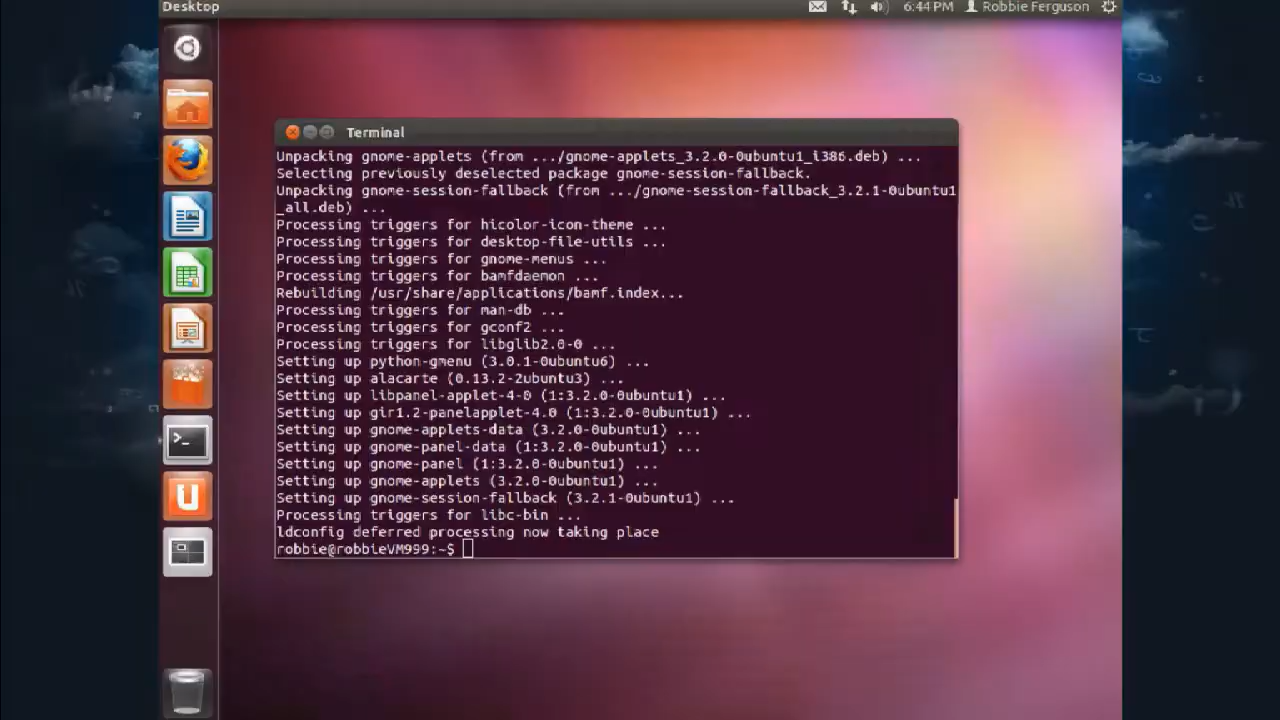 Desktop
6:44 PM Robbie Ferguson
Terminal
Unpacking gnome-applets (from .../gnome-applets_3.2.0-0ubuntu1_i386.deb) ...
Selecting previously deselected package gnome-session-fallback.
Unpacking gnome-session-fallback (from .../gnome-session-fallback_3.2.1-0ubuntu1
_all.deb) ...
Processing triggers for hicolor-icon-theme ...
Processing triggers for desktop-file-utils ...
Processing triggers for gnome-menus ...
Processing triggers for bamfdaemon ...
Rebuilding /usr/share/applications/bamf.index...
Processing triggers for man-db ...
Processing triggers for gconf2 ...
Processing triggers for libglib2.0-0 ...
Setting up python-gmenu (3.0.1-0ubuntu6) ...
Setting up alacarte (0.13.2-2ubuntu3) ...
Setting up libpanel-applet-4-0 (1:3.2.0-0ubuntu1) ...
Setting up gir1.2-panelapplet-4.0 (1:3.2.0-0ubuntu1) ...
Setting up gnome-applets-data (3.2.0-0ubuntu1) ...
Setting up gnome-panel-data (1:3.2.0-0ubuntu1) ...
Setting up gnome-panel (1:3.2.0-0ubuntu1) ...
Setting up gnome-applets (3.2.0-0ubuntu1) ...
Setting up gnome-session-fallback (3.2.1-0ubuntu1) ...
Processing triggers for libc-bin ...
ldconfig deferred processing now taking place
robbie@robbieVM999:~$